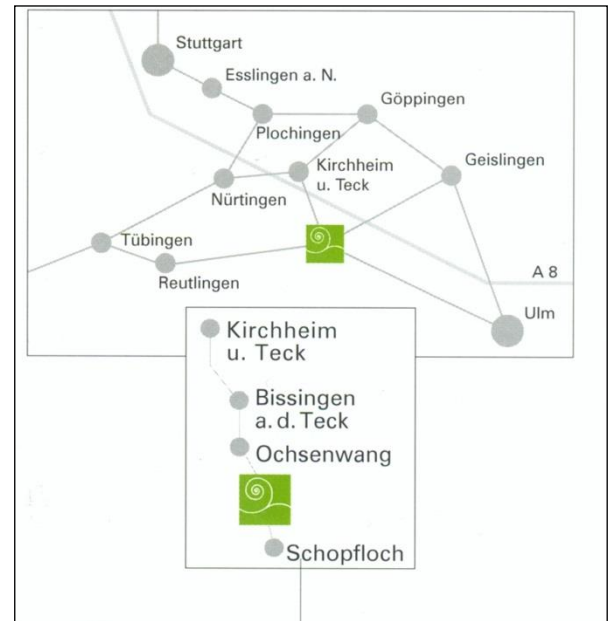 Stuttgart
Esslingen a. N.
Göppingen
Plochingen
Kirchheim
u. Teck
Geislingen
Nürtingen
Tübingen
Reutlingen
A 8
Ulm
Kirchheim
u. Teck
Bissingen
a. d. Teck
Ochsenwang
Schopfloch